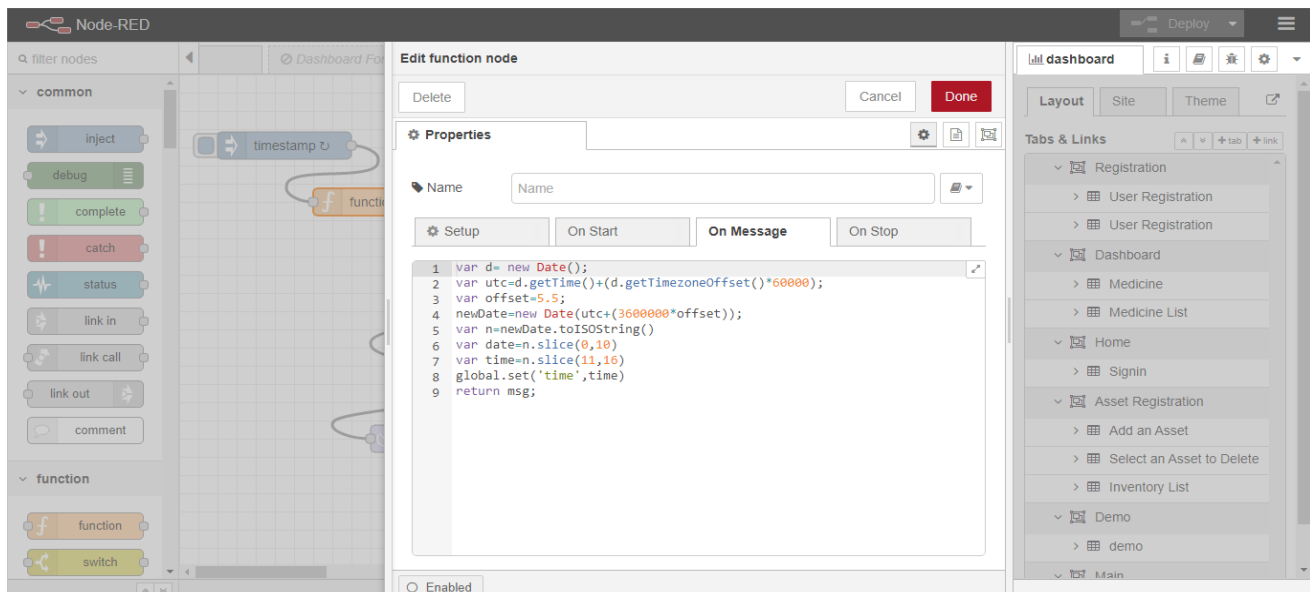 Node-RED
Deploy
filter nodes
common
inject
debug
complete
catch
status
link in
link call
link out
comment
function
function
switch
Dashboard For
timestamp ↻
f functi
Edit function node
Delete
Cancel
Done
Properties
Name
Name
Setup
On Start
On Message
On Stop
1 var d= new Date();
2 var utc=d.getTime()+(d.getTimezoneOffset()*60000);
3 var offset=5.5;
4 newDate=new Date(utc+(3600000*offset));
5 var n=newDate.toISOString()
6 var date=n.slice(0,10)
7 var time=n.slice(11,16)
8 global.set('time',time)
9 return msg;
Enabled
dashboard
i
Layout
Site
Theme
Tabs & Links
+tab
+link
Registration
User Registration
User Registration
Dashboard
Medicine
Medicine List
Home
Signin
Asset Registration
Add an Asset
Select an Asset to Delete
Inventory List
Demo
demo
Main